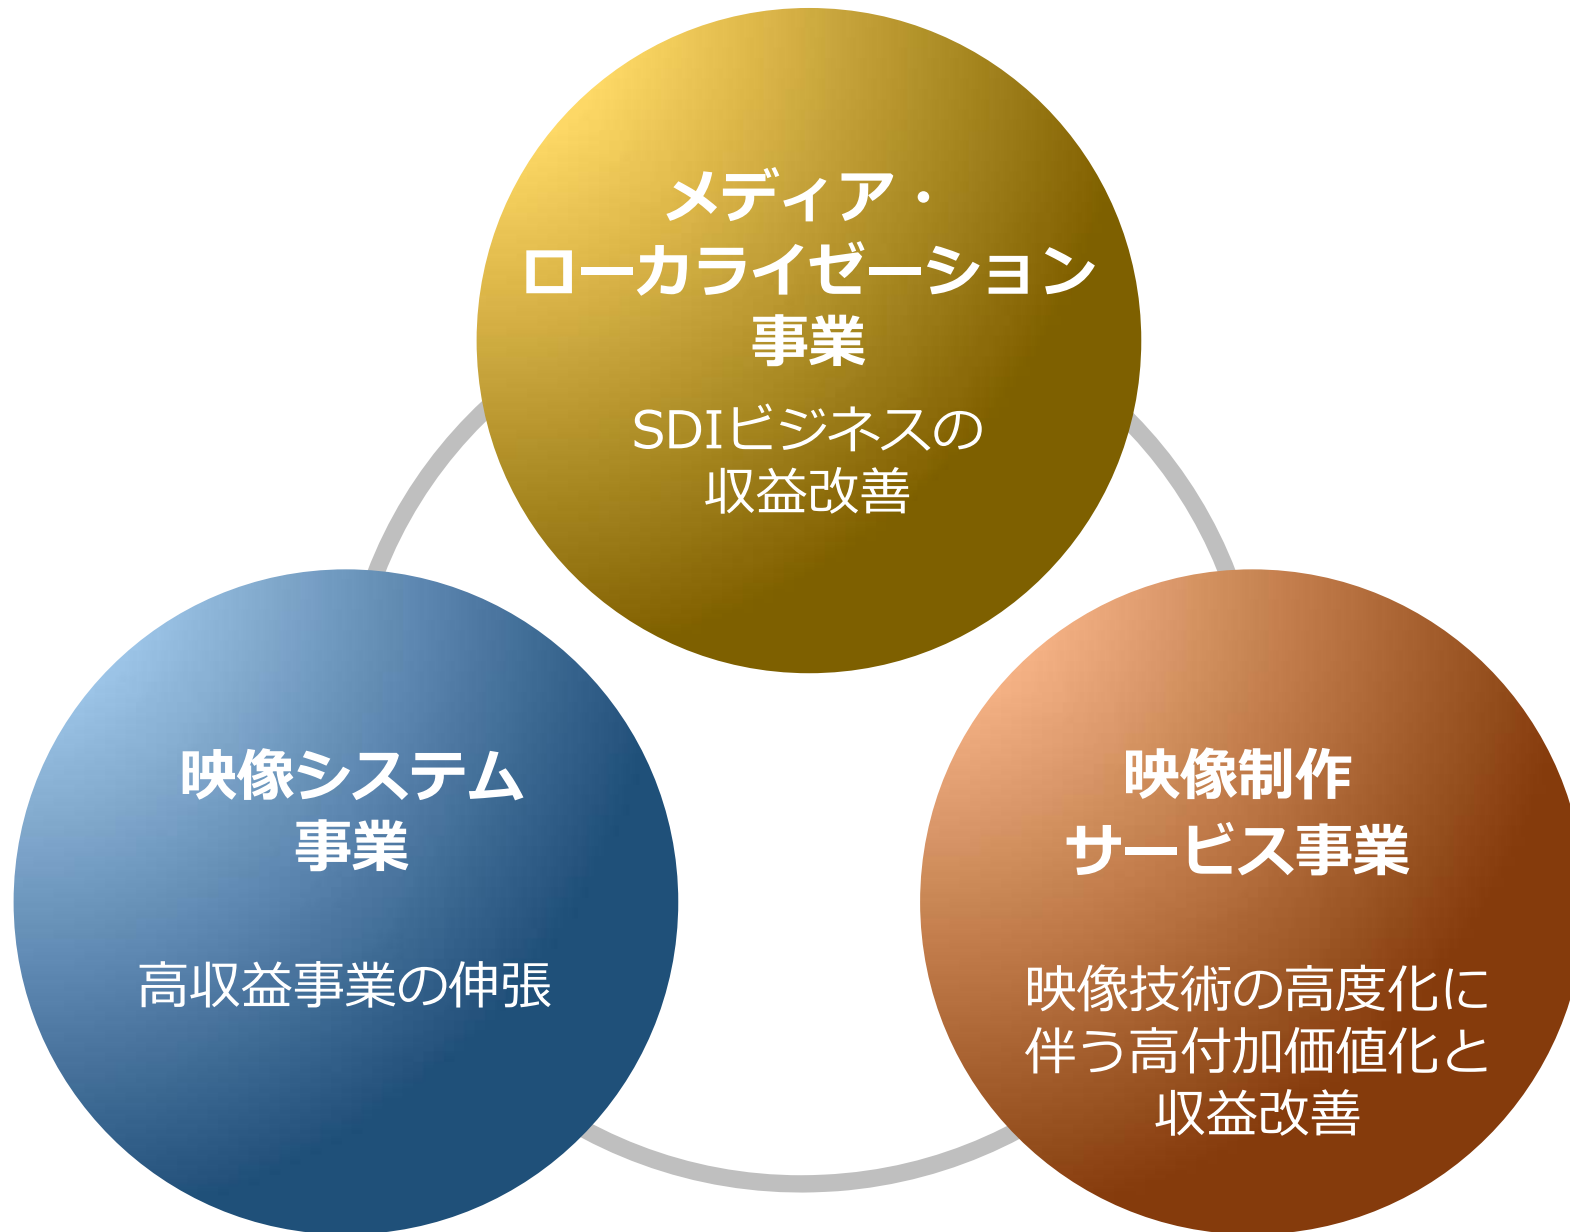 メディア・
ローカライゼーション
事業
SDIビジネスの
収益改善
映像システム
事業
高収益事業の伸張
映像制作
サービス事業
映像技術の高度化に
伴う高付加価値化と
収益改善